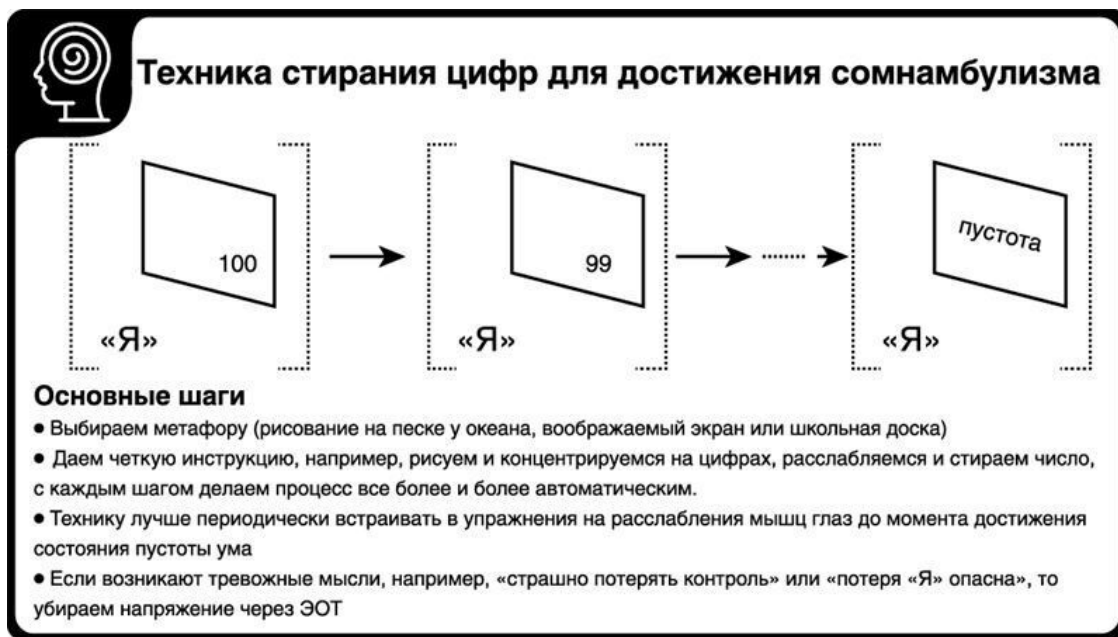 Техника стирания цифр для достижения сомнамбулизма
100
99
пустота
«Я»
«Я»
«Я»
Основные шаги
• Выбираем метафору (рисование на песке у океана, воображаемый экран или школьная доска)
• Даем четкую инструкцию, например, рисуем и концентрируемся на цифрах, расслабляемся и стираем число,
с каждым шагом делаем процесс все более и более автоматическим.
• Технику лучше периодически встраивать в упражнения на расслабления мышц глаз до момента достижения
состояния пустоты ума
• Если возникают тревожные мысли, например, «страшно потерять контроль» или «потеря «Я» опасна», то
убираем напряжение через ЭОТ